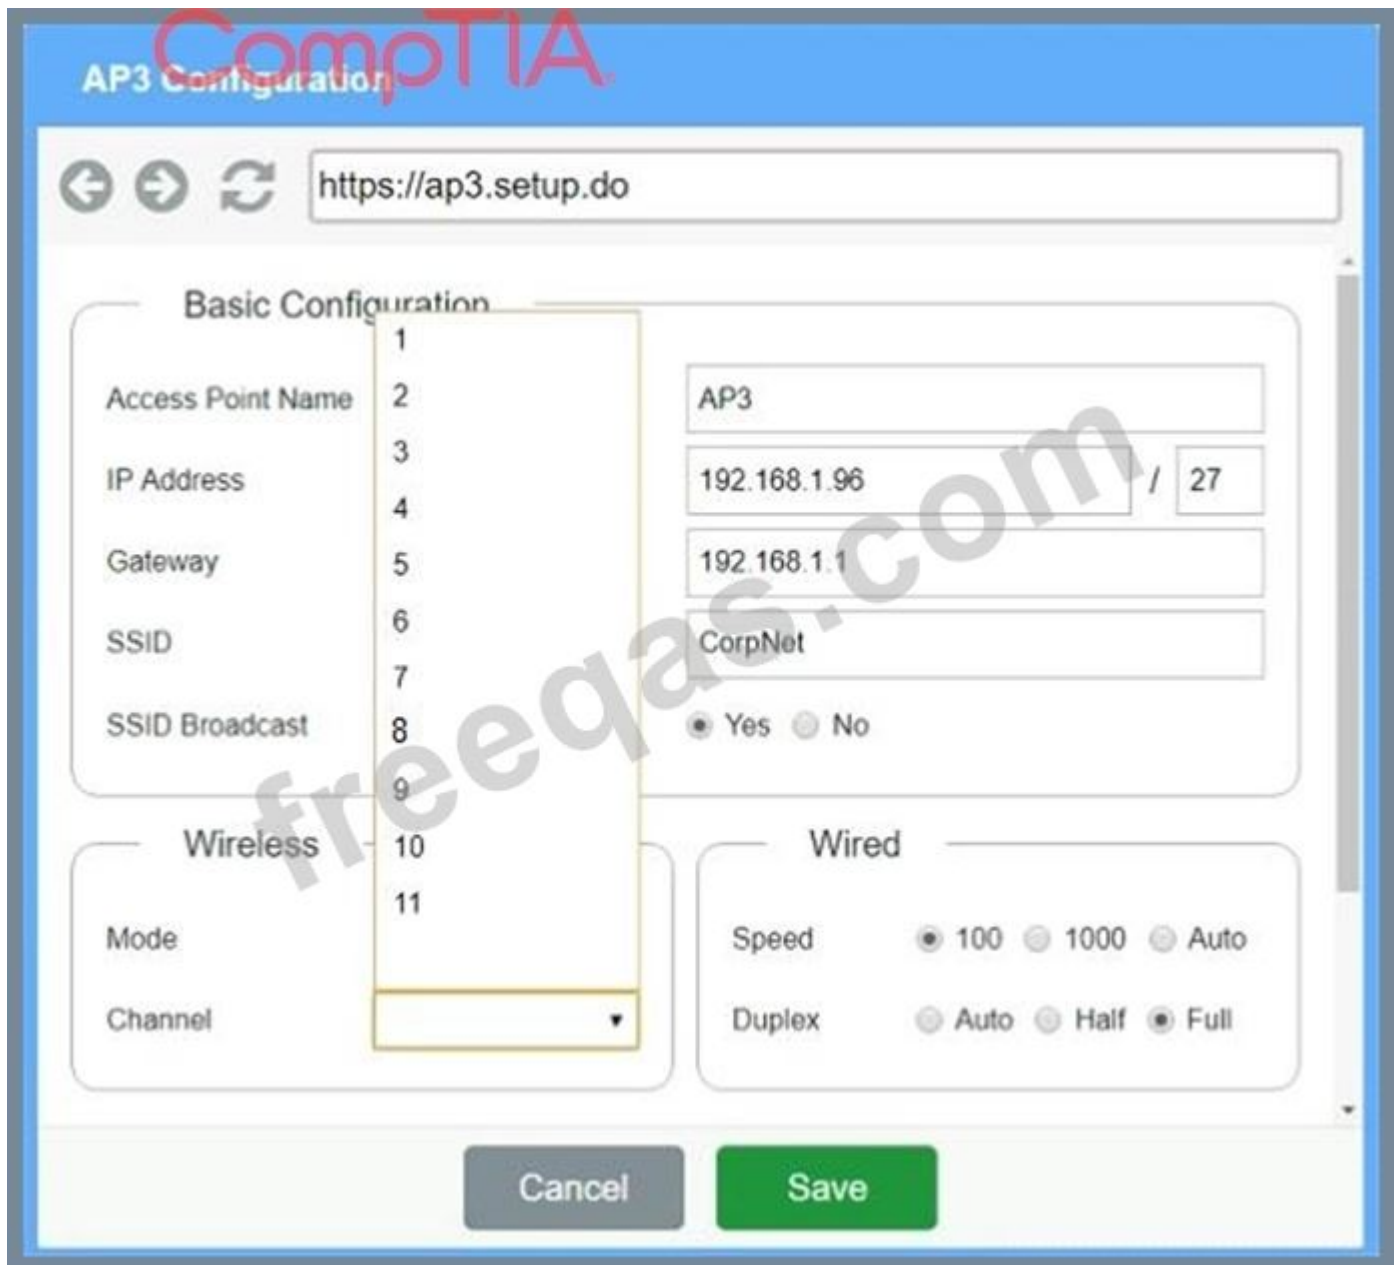 CompTIA
AP3 Configuration
https://ap3.setup.do
Basic Configuration
1
Access Point Name 2 AP3
3
IP Address 192.168.1.96 / 27
4
Gateway 5 192.168.1.1
SSID 6 CorpNet
7
SSID Broadcast 8 Yes No
9
freeqas.com
Wireless 10 Wired
11
Mode Speed 100 1000 Auto
Channel Duplex Auto Half Full
Cancel Save